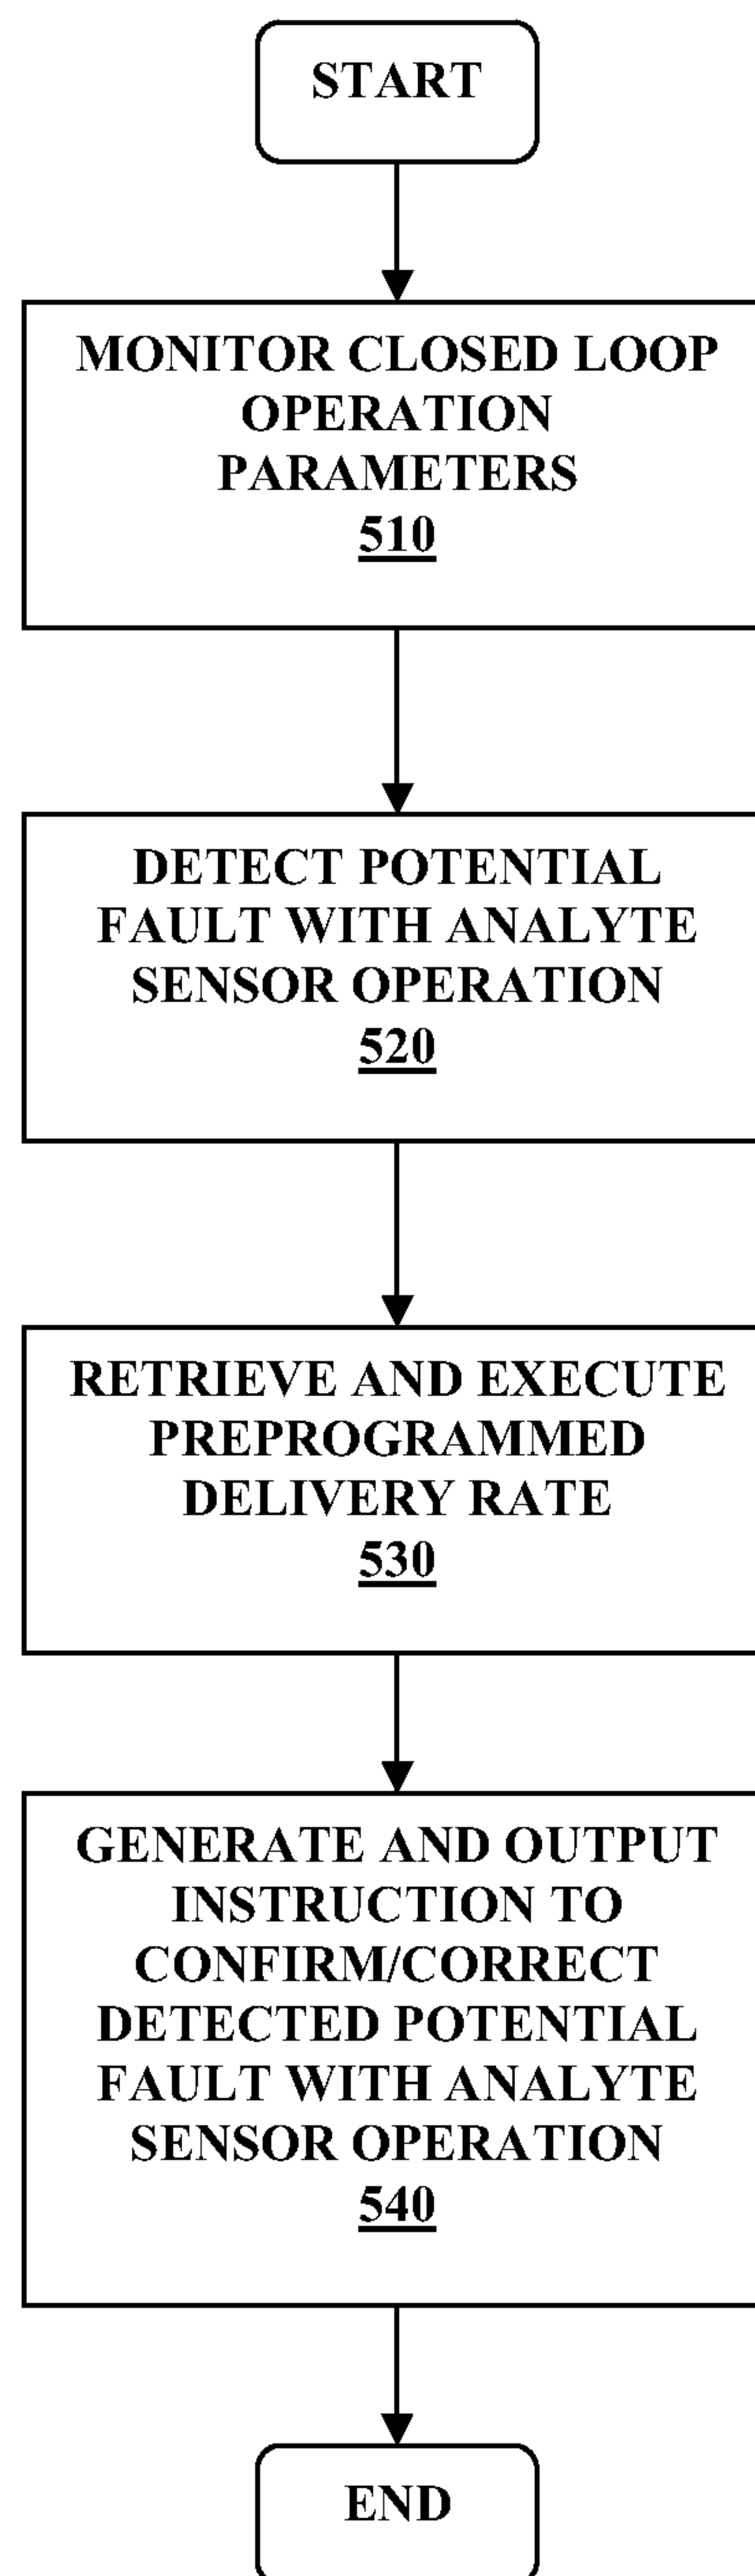 START
MONITOR CLOSED LOOP
OPERATION
PARAMETERS
510
DETECT POTENTIAL
FAULT WITH ANALYTE
SENSOR OPERATION
520
RETRIEVE AND EXECUTE
PREPROGRAMMED
DELIVERY RATE
530
GENERATE AND OUTPUT
INSTRUCTION TO
CONFIRM/CORRECT
DETECTED POTENTIAL
FAULT WITH ANALYTE
SENSOR OPERATION
540
END